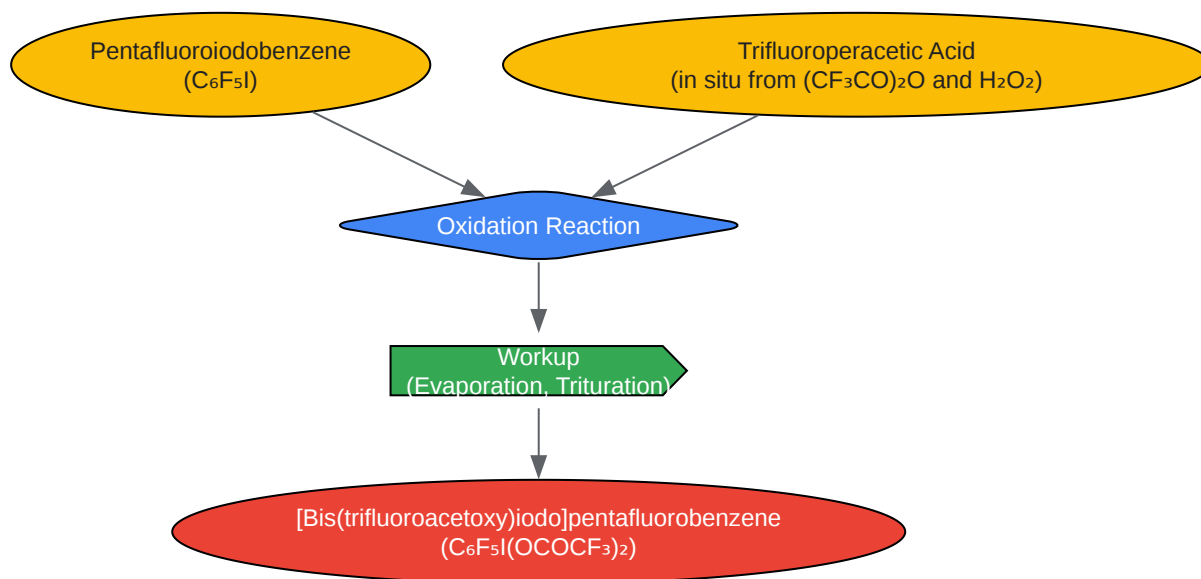 Pentafluoroiodobenzene
(C₆F₅I)
Trifluoroperacetic Acid
(in situ from (CF₃CO)₂O and H₂O₂)
Oxidation Reaction
Workup
(Evaporation, Trituration)
[Bis(trifluoroacetoxy)iodo]pentafluorobenzene
(C₆F₅I(OCOCF₃)₂)